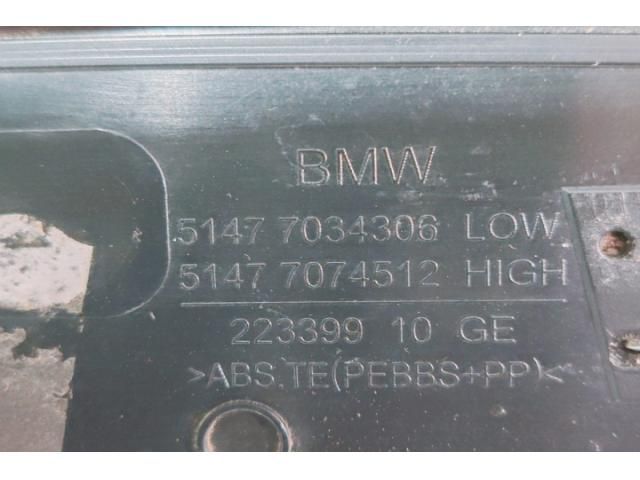 BMW
5147 7034306 LOW
5147 7074512 HIGH
223399 10 GE
>ABS.TE(PEBBS+PP)<